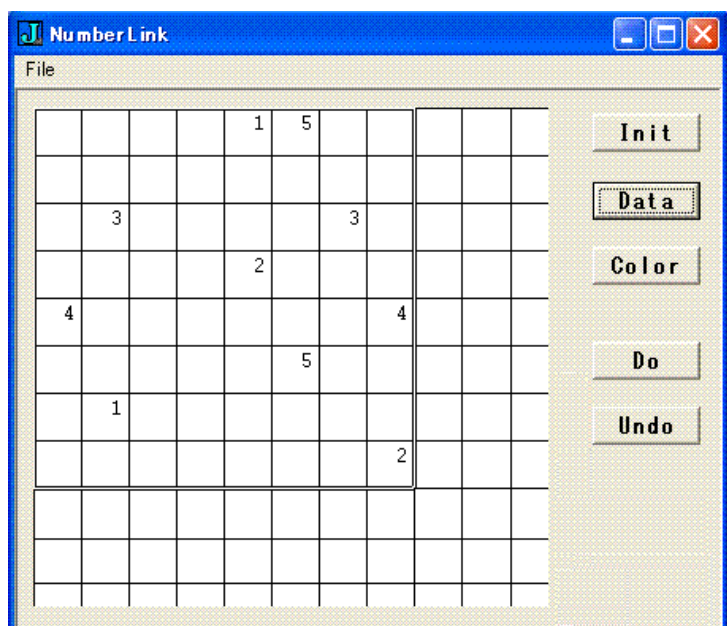 NumberLink
File
1 5
Init
Data
3 3
2
Color
4 4
5
Do
1
Undo
2